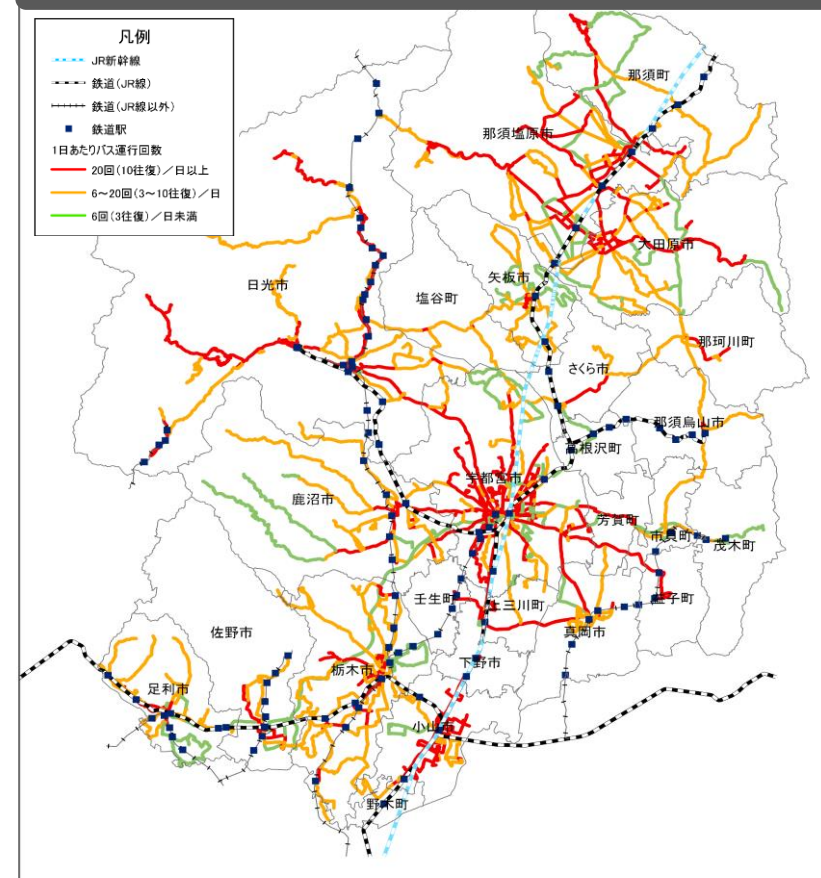 凡例
JR新幹線
鉄道(JR線)
鉄道(JR線以外)
鉄道駅
1日あたりバス運行回数
20回(10往復)/日以上
6~20回(3~10往復)/日
6回(3往復)/日未満
那須町
那須塩原市
大田原市
矢板市
日光市
塩谷町
那珂川町
さくら市
那須烏山市
高根沢町
宇都宮市
鹿沼市
芳賀町
市貝町
茂木町
壬生町
上三川町
益子町
真岡市
佐野市
下野市
栃木市
足利市
小山市
野木町